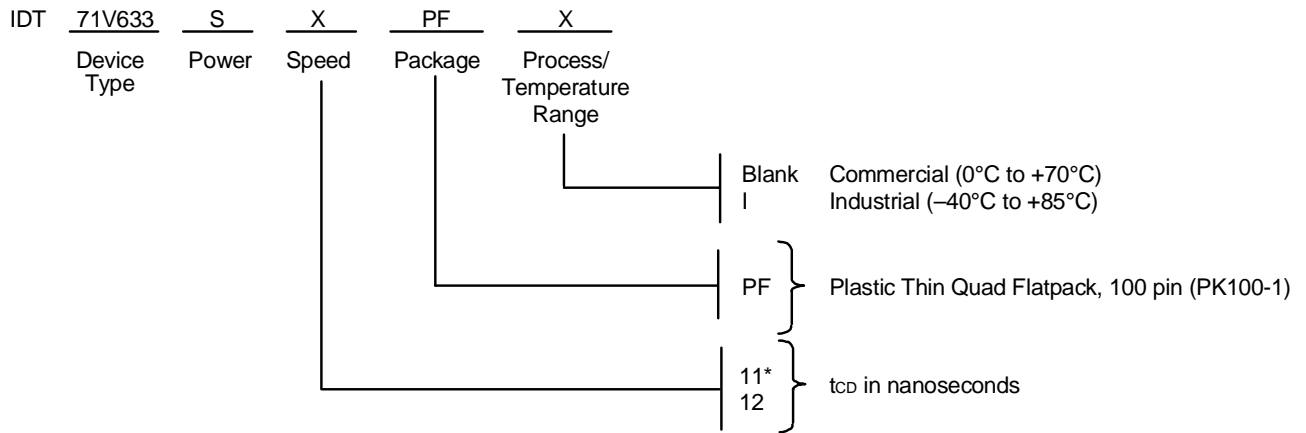 IDT 71V633 S X PF X
Device Type
Power
Speed
Package
Process/
Temperature
Range
Blank Commercial (0°C to +70°C)
I Industrial (–40°C to +85°C)
PF Plastic Thin Quad Flatpack, 100 pin (PK100-1)
11*
12
tCD in nanoseconds